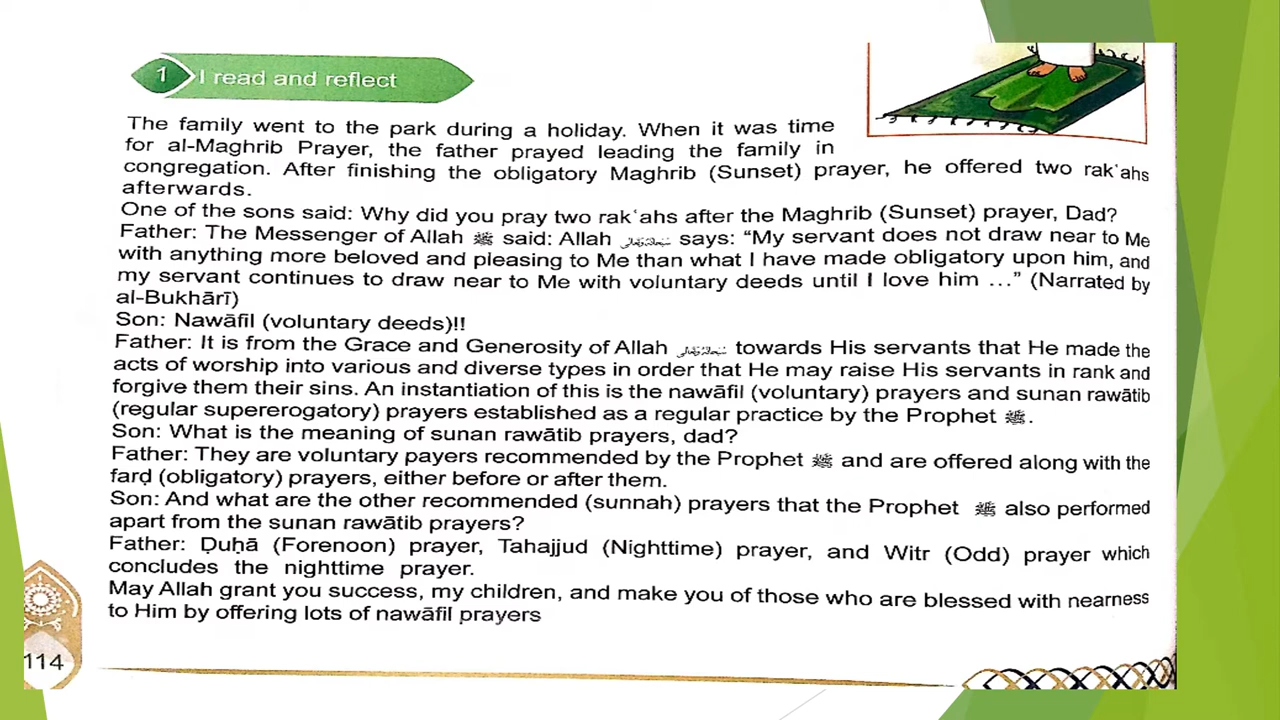 1 I read and reflect
The family went to the park during a holiday. When it was time
for al-Maghrib Prayer, the father prayed leading the family in
congregation. After finishing the obligatory Maghrib (Sunset) prayer, he offered two rakʿahs
afterwards.
One of the sons said: Why did you pray two rakʿahs after the Maghrib (Sunset) prayer, Dad?
Father: The Messenger of Allah ﷺ said: Allah سبحانه وتعالى says: “My servant does not draw near to Me
with anything more beloved and pleasing to Me than what I have made obligatory upon him, and
my servant continues to draw near to Me with voluntary deeds until I love him ...” (Narrated by
al-Bukhārī)
Son: Nawāfil (voluntary deeds)!!
Father: It is from the Grace and Generosity of Allah سبحانه وتعالى towards His servants that He made the
acts of worship into various and diverse types in order that He may raise His servants in rank and
forgive them their sins. An instantiation of this is the nawāfil (voluntary) prayers and sunan rawātib
(regular supererogatory) prayers established as a regular practice by the Prophet ﷺ.
Son: What is the meaning of sunan rawātib prayers, dad?
Father: They are voluntary payers recommended by the Prophet ﷺ and are offered along with the
farḍ (obligatory) prayers, either before or after them.
Son: And what are the other recommended (sunnah) prayers that the Prophet ﷺ also performed
apart from the sunan rawātib prayers?
Father: Ḍuḥā (Forenoon) prayer, Tahajjud (Nighttime) prayer, and Witr (Odd) prayer which
concludes the nighttime prayer.
May Allah grant you success, my children, and make you of those who are blessed with nearness
to Him by offering lots of nawāfil prayers
114